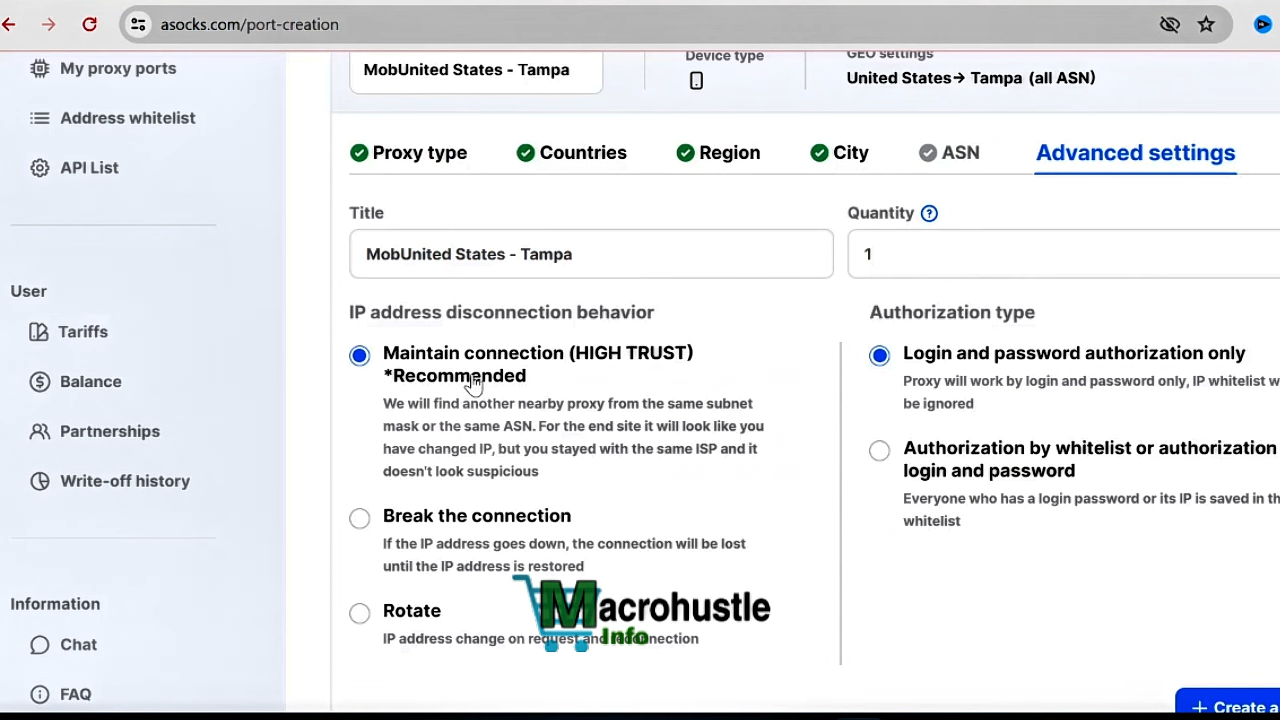 asocks.com/port-creation
My proxy ports
Address whitelist
API List
User
Tariffs
Balance
Partnerships
Write-off history
Information
Chat
FAQ
MobUnited States - Tampa
Device type
GEO settings
United States→ Tampa (all ASN)
Proxy type
Countries
Region
City
ASN
Advanced settings
Title
MobUnited States - Tampa
Quantity ?
1
IP address disconnection behavior
Maintain connection (HIGH TRUST)
*Recommended
We will find another nearby proxy from the same subnet
mask or the same ASN. For the end site it will look like you
have changed IP, but you stayed with the same ISP and it
doesn't look suspicious
Break the connection
If the IP address goes down, the connection will be lost
until the IP address is restored
Rotate
IP address change on request and reconnection
Authorization type
Login and password authorization only
Proxy will work by login and password only, IP whitelist w
be ignored
Authorization by whitelist or authorization
login and password
Everyone who has a login password or its IP is saved in th
whitelist
Macrohustle
Info
+ Create a